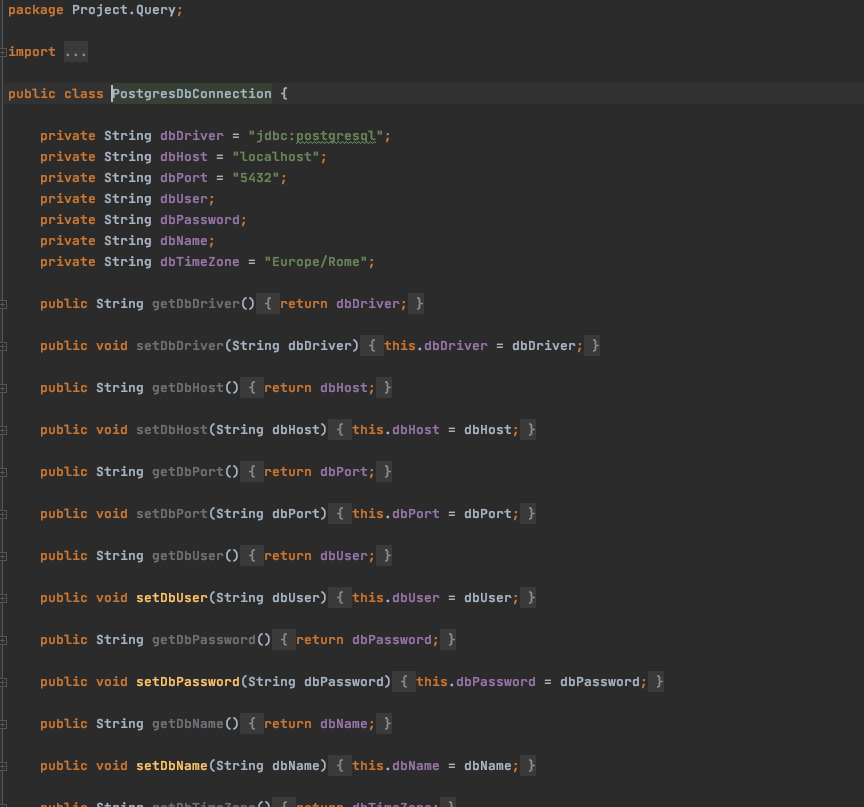 package Project.Query;
import ...
public class PostgresDbConnection {
private String dbDriver = "jdbc:postgresql";
private String dbHost = "localhost";
private String dbPort = "5432";
private String dbUser;
private String dbPassword;
private String dbName;
private String dbTimeZone = "Europe/Rome";
public String getDbDriver() { return dbDriver; }
public void setDbDriver(String dbDriver) { this.dbDriver = dbDriver; }
public String getDbHost() { return dbHost; }
public void setDbHost(String dbHost) { this.dbHost = dbHost; }
public String getDbPort() { return dbPort; }
public void setDbPort(String dbPort) { this.dbPort = dbPort; }
public String getDbUser() { return dbUser; }
public void setDbUser(String dbUser) { this.dbUser = dbUser; }
public String getDbPassword() { return dbPassword; }
public void setDbPassword(String dbPassword) { this.dbPassword = dbPassword; }
public String getDbName() { return dbName; }
public void setDbName(String dbName) { this.dbName = dbName; }
public String getDbTimeZone() { return dbTimeZone; }